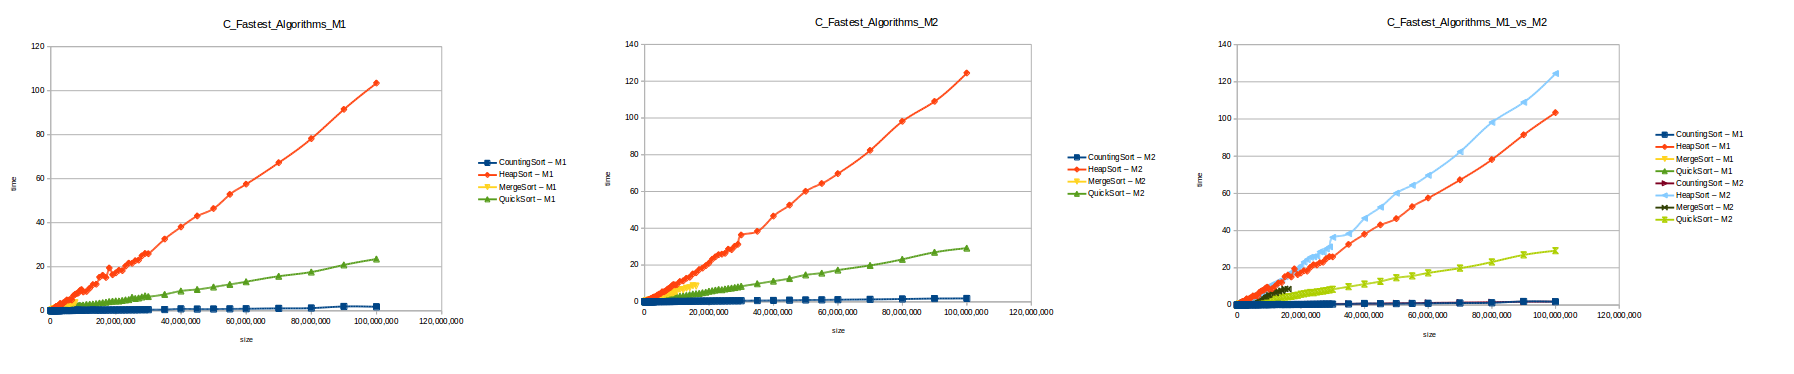 C_Fastest_Algorithms_M1
120
100
80
60
40
20
0
time
0 20,000,000 40,000,000 60,000,000 80,000,000 100,000,000 120,000,000
size
CountingSort – M1
HeapSort – M1
MergeSort – M1
QuickSort – M1
C_Fastest_Algorithms_M2
140
120
100
80
60
40
20
0
time
0 20,000,000 40,000,000 60,000,000 80,000,000 100,000,000 120,000,000
size
CountingSort – M2
HeapSort – M2
MergeSort – M2
QuickSort – M2
C_Fastest_Algorithms_M1_vs_M2
140
120
100
80
60
40
20
0
time
0 20,000,000 40,000,000 60,000,000 80,000,000 100,000,000 120,000,000
size
CountingSort – M1
HeapSort – M1
MergeSort – M1
QuickSort – M1
CountingSort – M2
HeapSort – M2
MergeSort – M2
QuickSort – M2